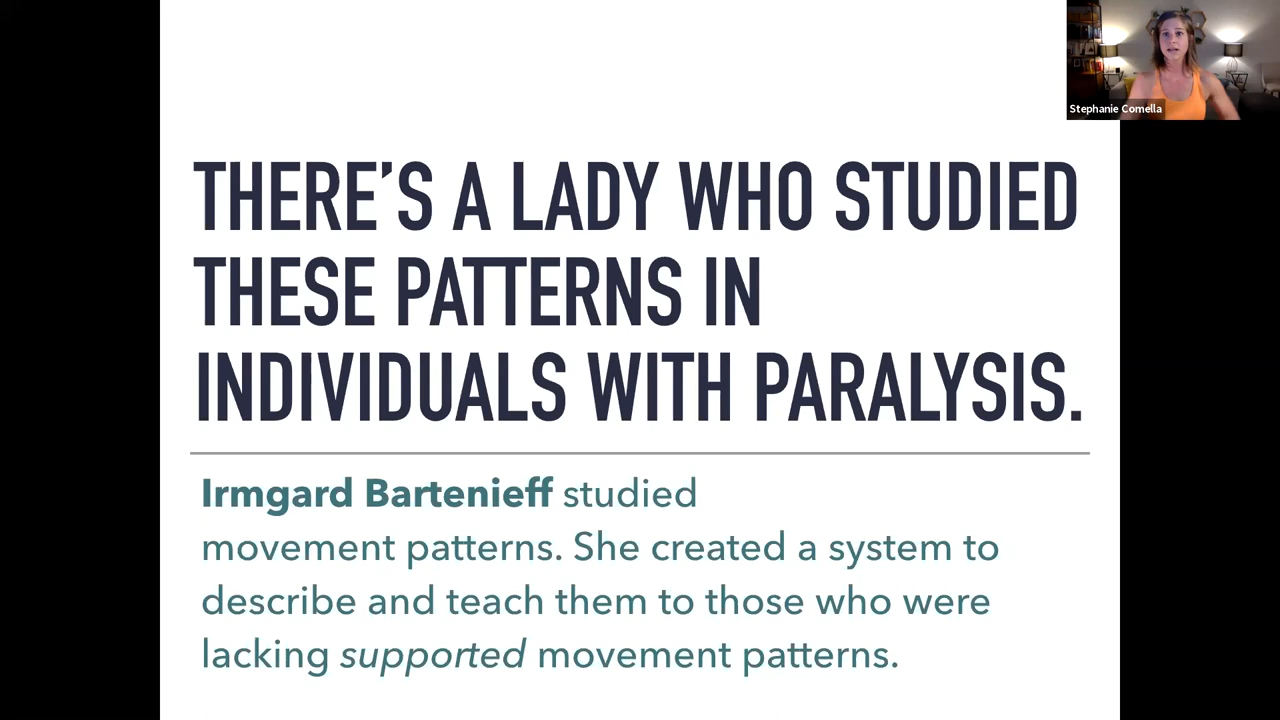 Stephanie Comella
THERE’S A LADY WHO STUDIED
THESE PATTERNS IN
INDIVIDUALS WITH PARALYSIS.
Irmgard Bartenieff studied
movement patterns. She created a system to
describe and teach them to those who were
lacking supported movement patterns.